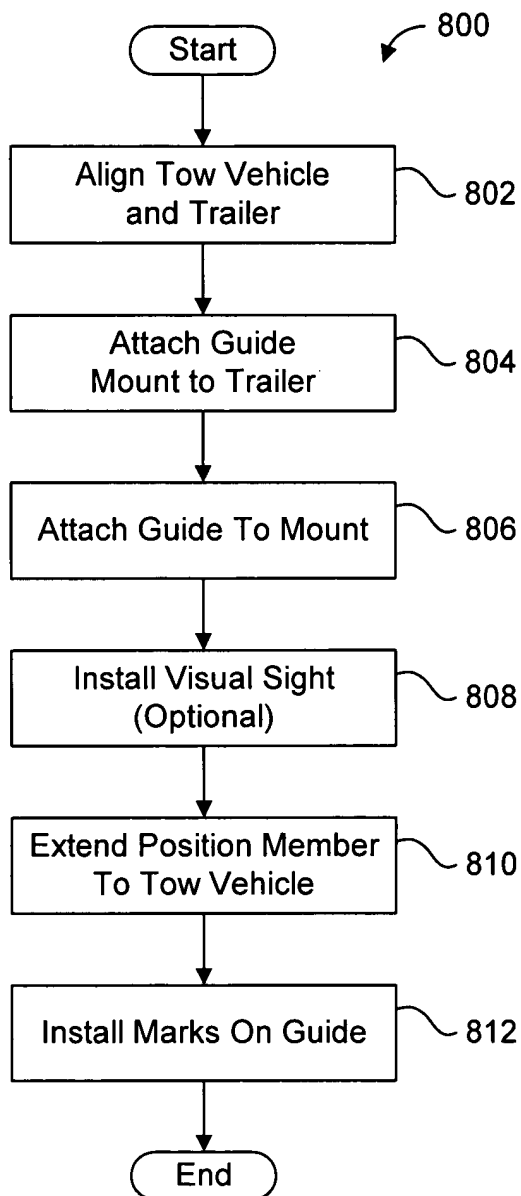 Start
800
Align Tow Vehicle
and Trailer
802
Attach Guide
Mount to Trailer
804
Attach Guide To Mount
806
Install Visual Sight
(Optional)
808
Extend Position Member
To Tow Vehicle
810
Install Marks On Guide
812
End